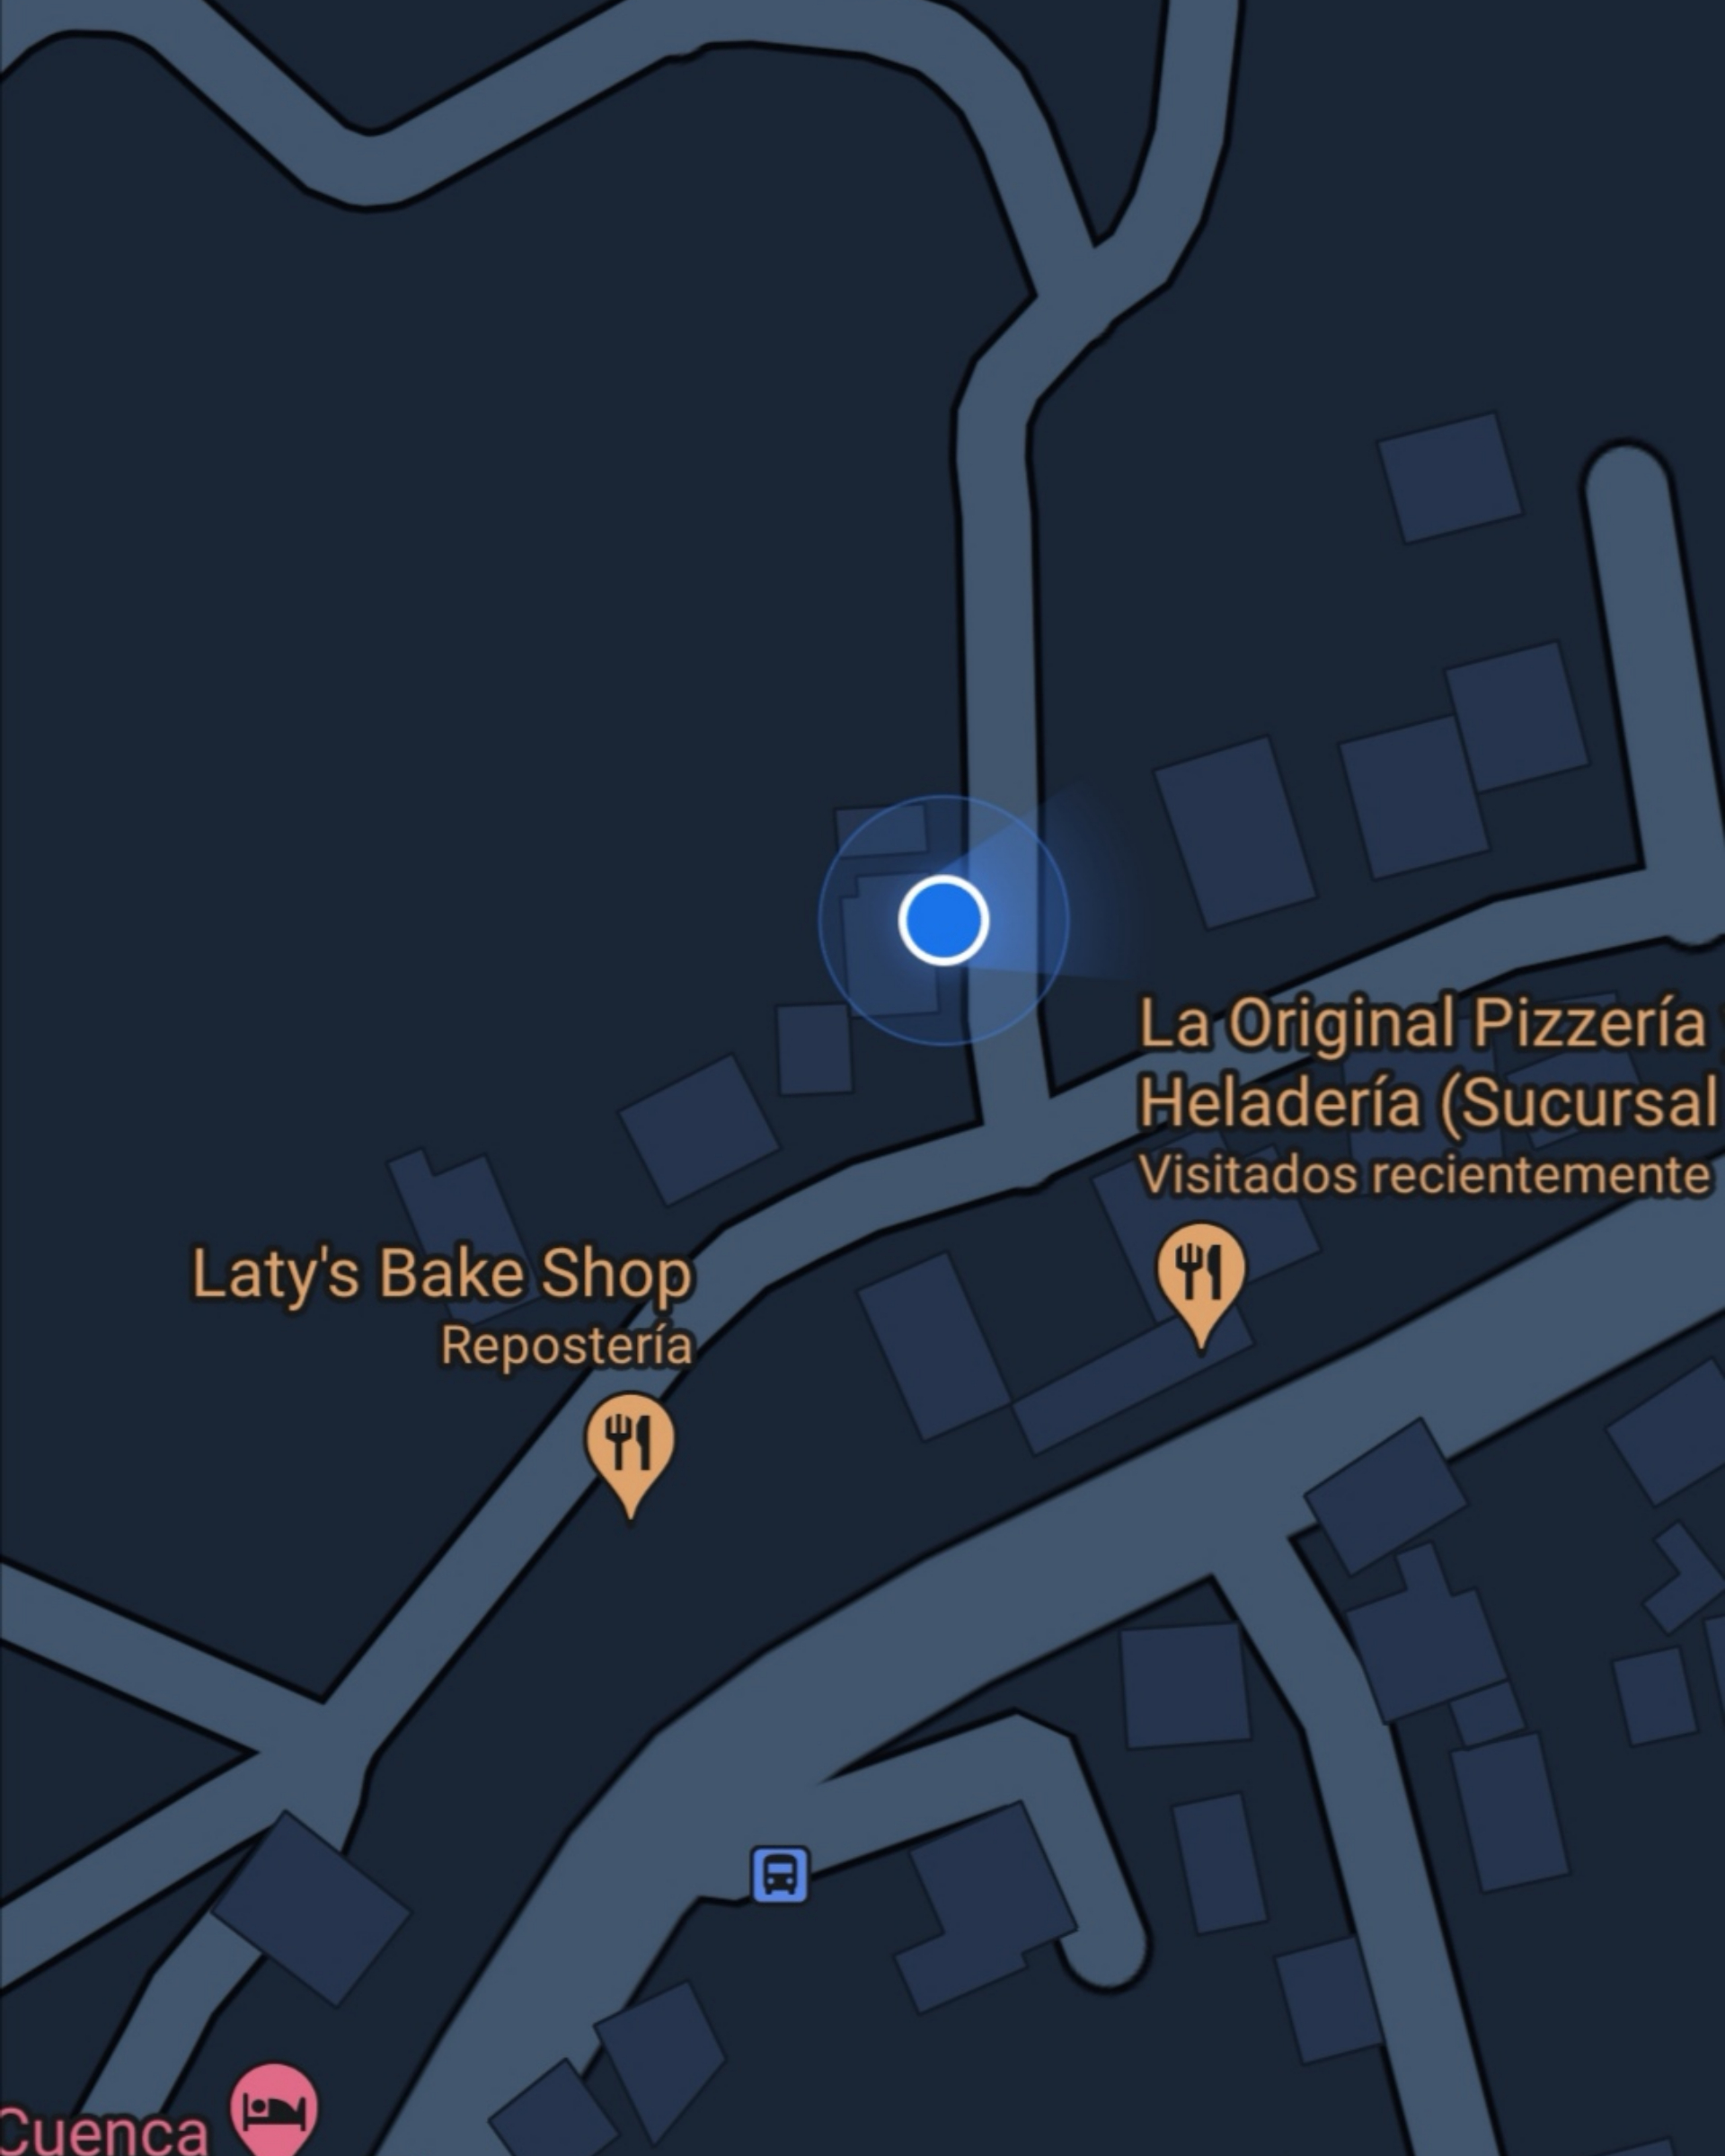 La Original Pizzería
Heladería (Sucursal
Visitados recientemente
Laty's Bake Shop
Repostería
Cuenca